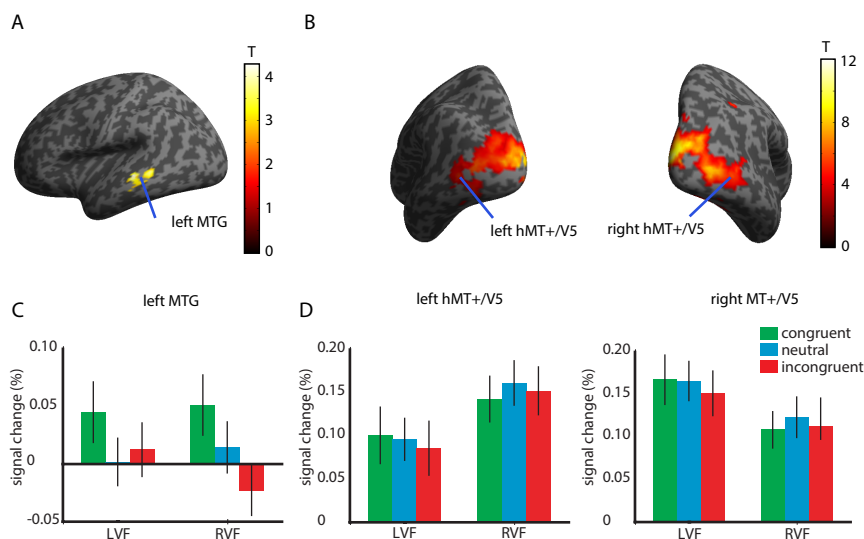 A
B
T
4
3
2
1
0
left MTG
T
12
8
4
0
left hMT+/V5
right hMT+/V5
C
left MTG
signal change (%)
0.10
0.05
0
-0.05
LVF
RVF
D
left hMT+/V5
signal change (%)
0.20
0.15
0.10
0.05
0
LVF
RVF
right MT+/V5
congruent
neutral
incongruent
signal change (%)
0.20
0.15
0.10
0.05
0
LVF
RVF